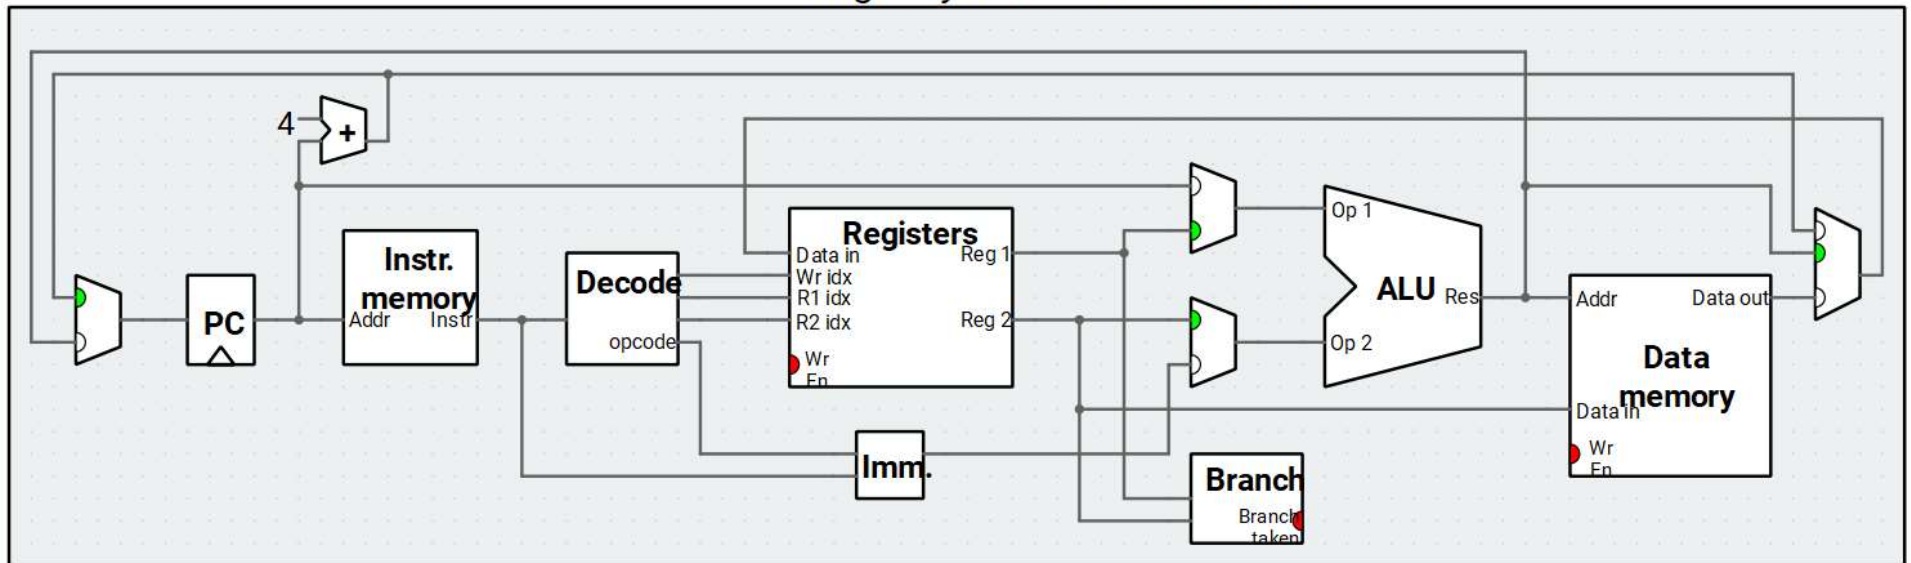 4
+
Instr.
memory
Addr
Instr
PC
Decode
opcode
Registers
Data in
Wr idx
R1 idx
R2 idx
Wr
En
Reg 1
Reg 2
Imm.
Branch
Branch
taken
Op 1
Op 2
ALU
Res
Addr
Data out
Data
memory
Data in
Wr
En